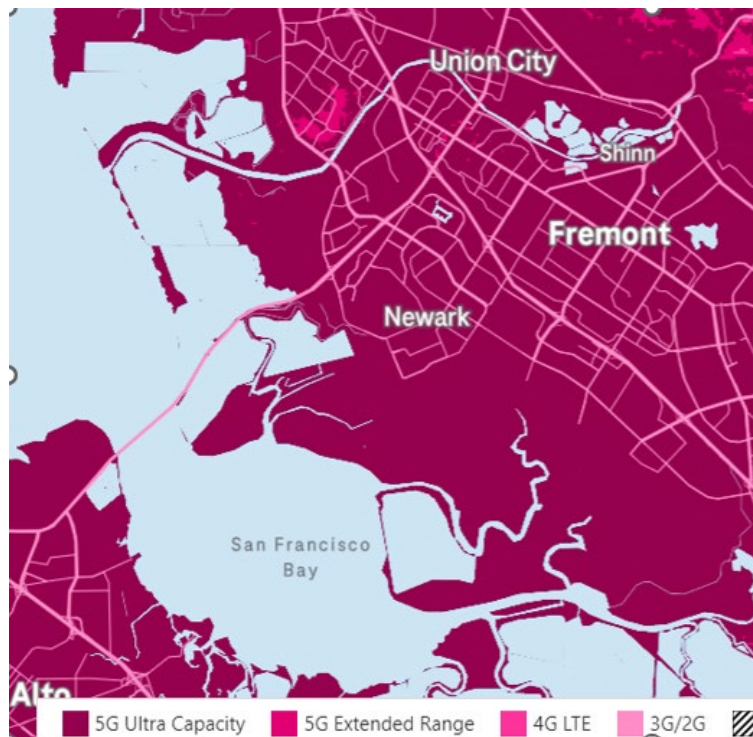 Union City
Shinn
Fremont
Newark
San Francisco
Bay
Alto
5G Ultra Capacity
5G Extended Range
4G LTE
3G/2G